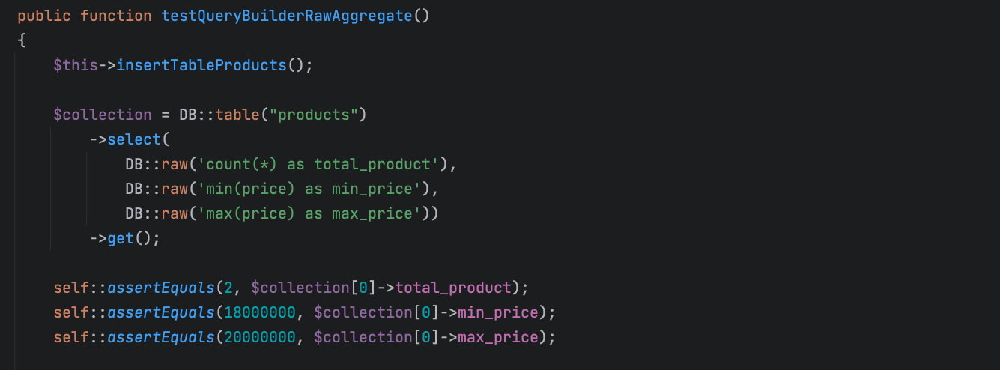 public function testQueryBuilderRawAggregate()
{
    $this->insertTableProducts();

    $collection = DB::table("products")
        ->select(
            DB::raw('count(*) as total_product'),
            DB::raw('min(price) as min_price'),
            DB::raw('max(price) as max_price'))
        ->get();

    self::assertEquals(2, $collection[0]->total_product);
    self::assertEquals(18000000, $collection[0]->min_price);
    self::assertEquals(20000000, $collection[0]->max_price);